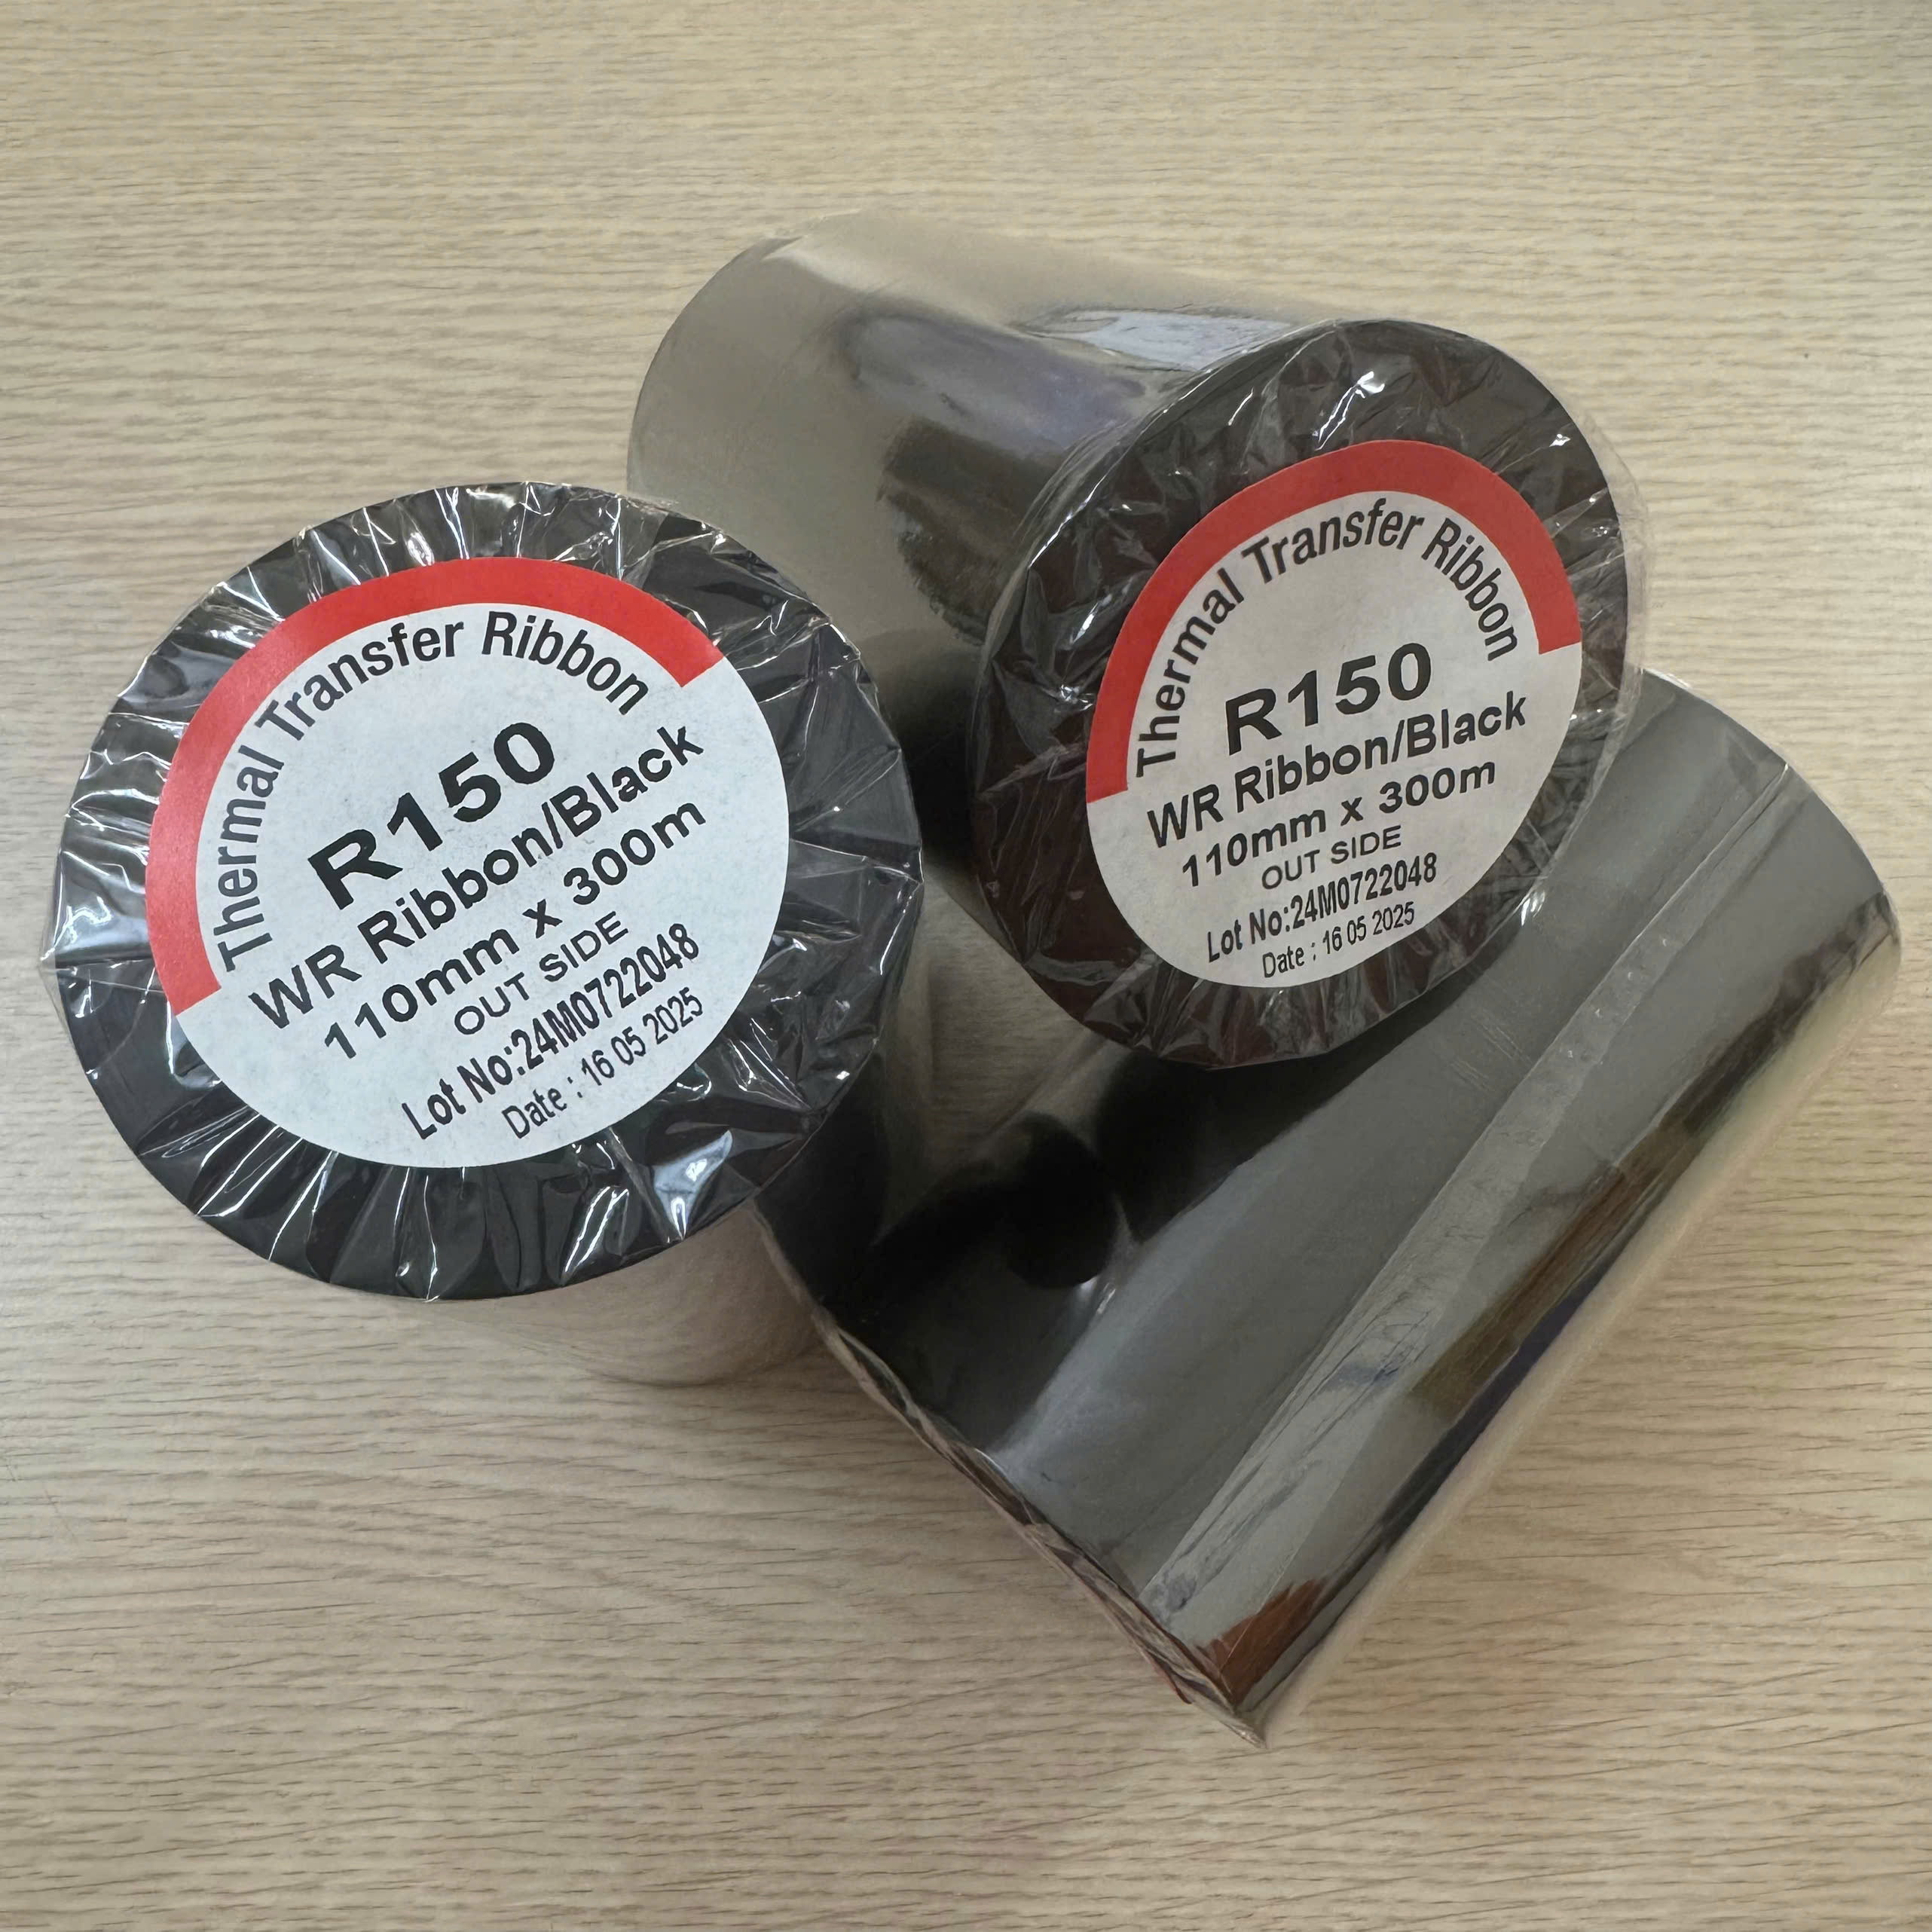 Thermal Transfer Ribbon
R150
WR Ribbon/Black
110mm x 300m
OUT SIDE
Lot No:24M0722048
Date : 16 05 2025
Thermal Transfer Ribbon
R150
WR Ribbon/Black
110mm x 300m
OUT SIDE
Lot No:24M0722048
Date : 16 05 2025